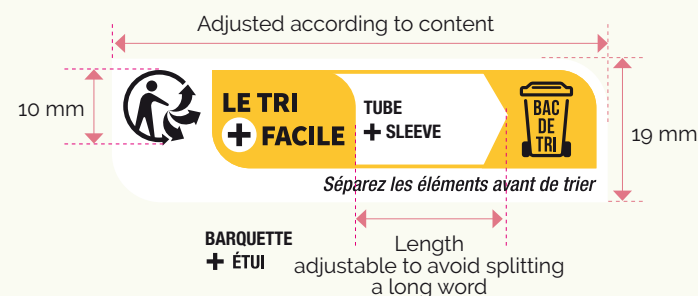 Adjusted according to content
10 mm
LE TRI
+ FACILE
TUBE
+ SLEEVE
BAC
DE
TRI
19 mm
Séparez les éléments avant de trier
BARQUETTE
+ ÉTUI
Length
adjustable to avoid splitting
a long word